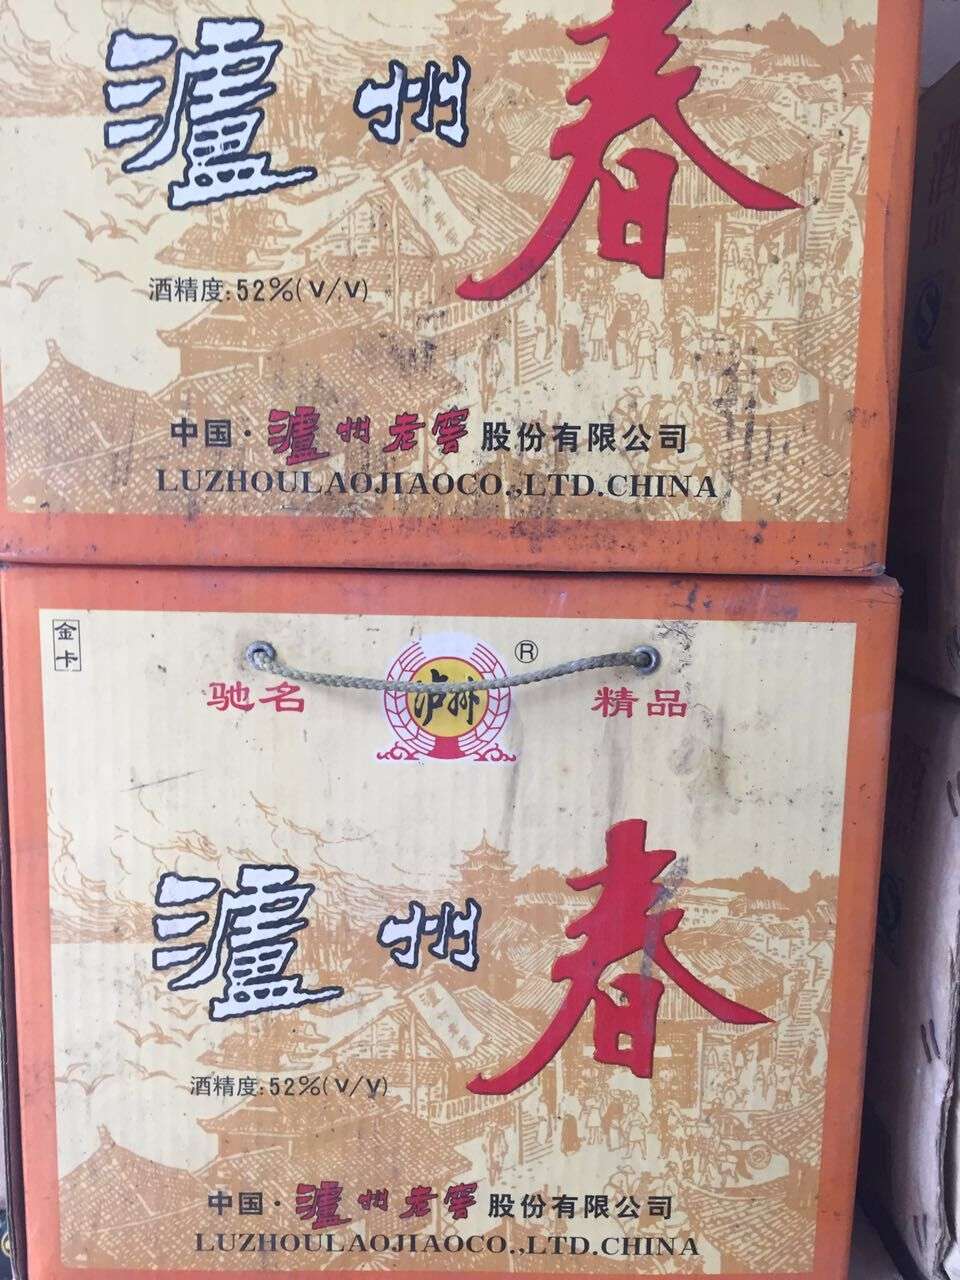 瀘州春
酒精度:52%(V/V)
中国·瀘州老窖股份有限公司
LUZHOULAOJIAOCO.,LTD.CHINA
金卡
驰名
泸州
®
精品
瀘州春
酒精度:52%(V/V)
中国·瀘州老窖股份有限公司
LUZHOULAOJIAOCO.,LTD.CHINA